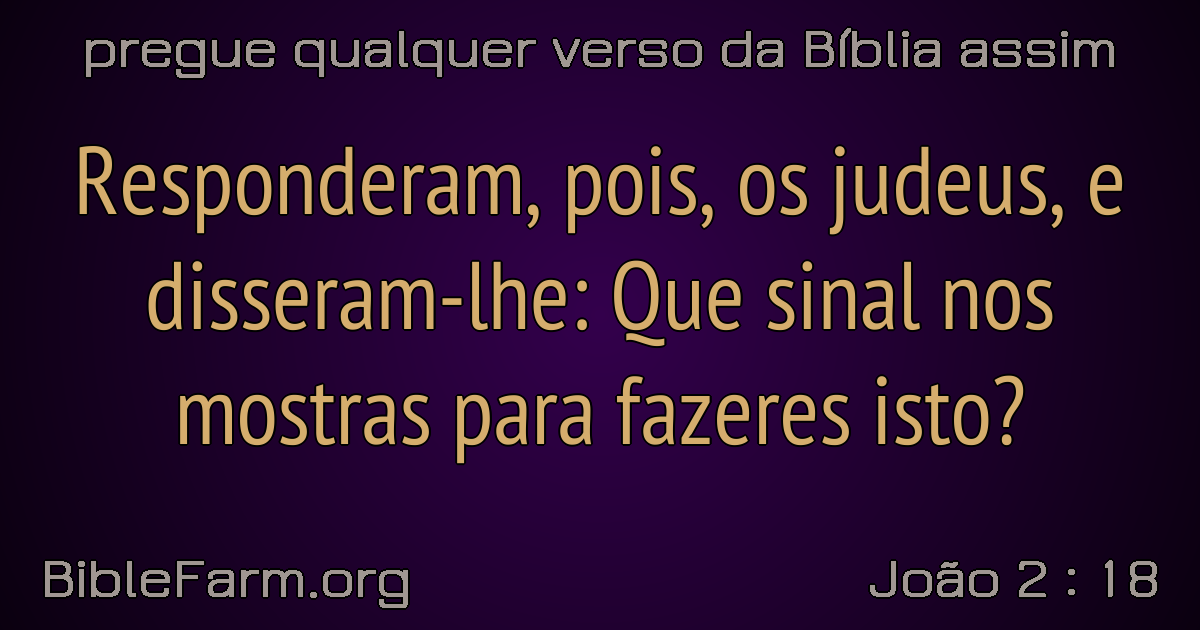 pregue qualquer verso da Bíblia assim
Responderam, pois, os judeus, e
disseram-lhe: Que sinal nos
mostras para fazeres isto?
BibleFarm.org
João 2 : 18